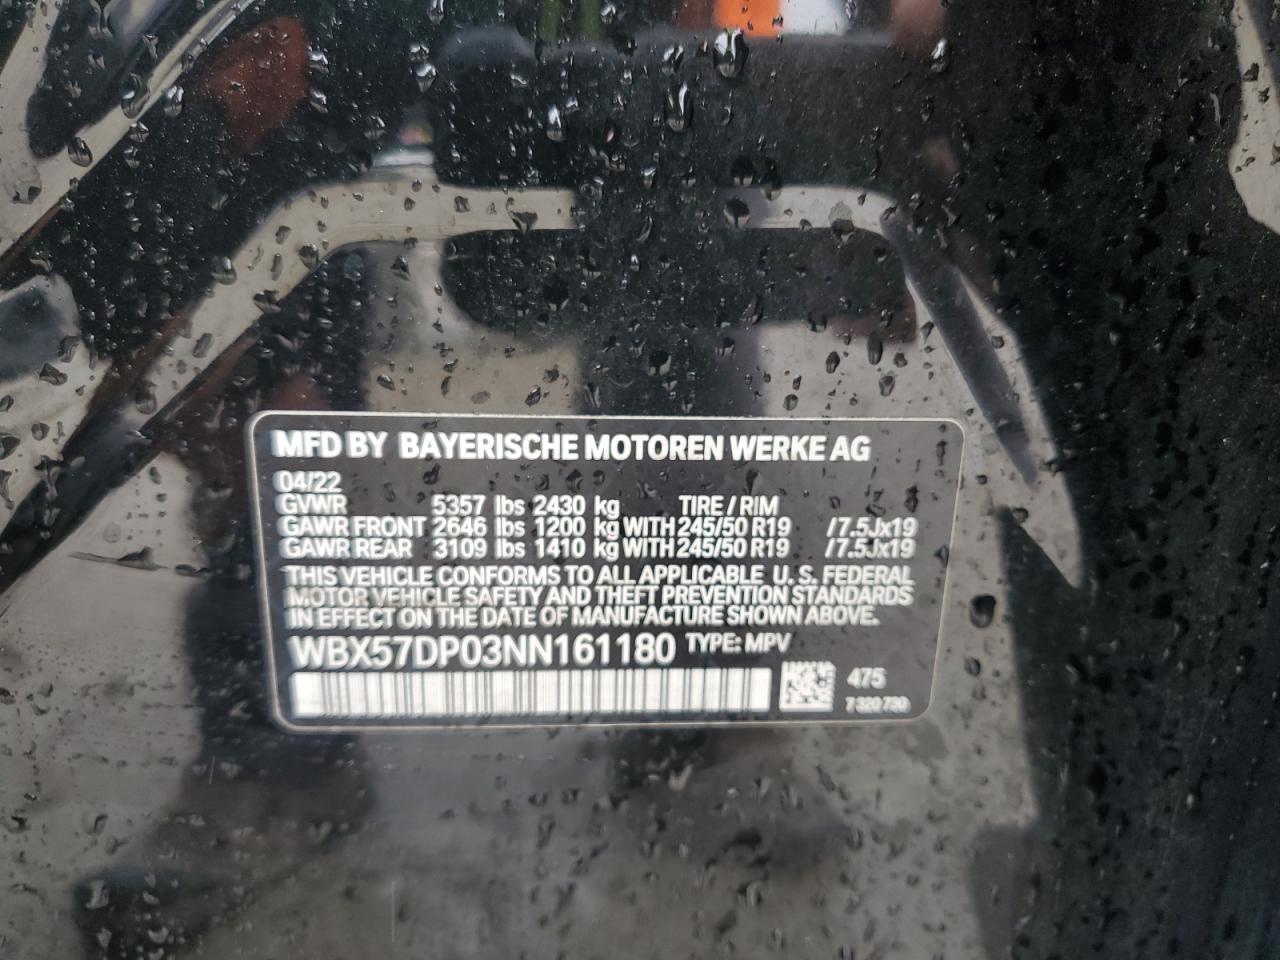 MFD BY BAYERISCHE MOTOREN WERKE AG
04/22
GVWR 5357 lbs 2430 kg TIRE / RIM
GAWR FRONT 2646 lbs 1200 kg WITH 245/50 R19 /7.5Jx19
GAWR REAR 3109 lbs 1410 kg WITH 245/50 R19 /7.5Jx19
THIS VEHICLE CONFORMS TO ALL APPLICABLE U. S. FEDERAL
MOTOR VEHICLE SAFETY AND THEFT PREVENTION STANDARDS
IN EFFECT ON THE DATE OF MANUFACTURE SHOWN ABOVE.
WBX57DP03NN161180 TYPE: MPV
475
7 320 730